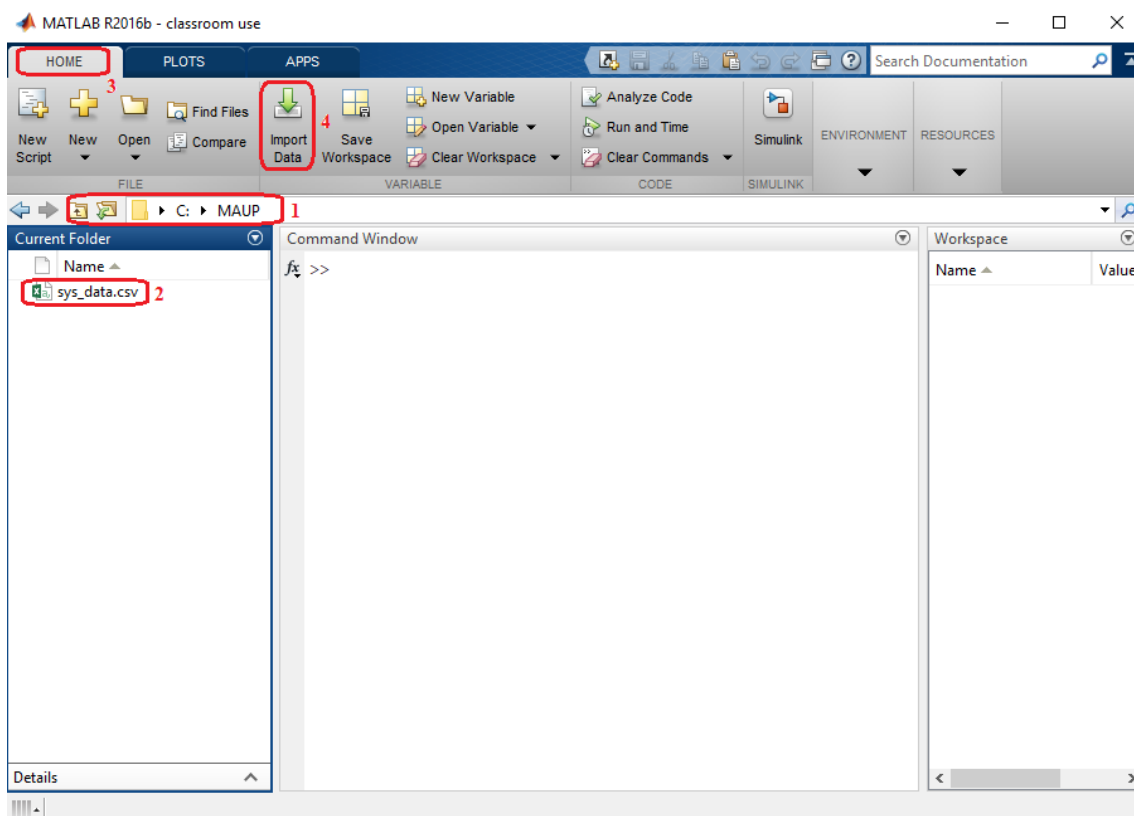 MATLAB R2016b - classroom use
HOME PLOTS APPS Search Documentation
3
New Script
New
Open
Find Files
Compare
FILE
Import Data
4
Save Workspace
New Variable
Open Variable
Clear Workspace
VARIABLE
Analyze Code
Run and Time
Clear Commands
CODE
Simulink
SIMULINK
ENVIRONMENT
RESOURCES
C: MAUP 1
Current Folder
Name
sys_data.csv 2
Details
Command Window
fx >>
Workspace
Name Value